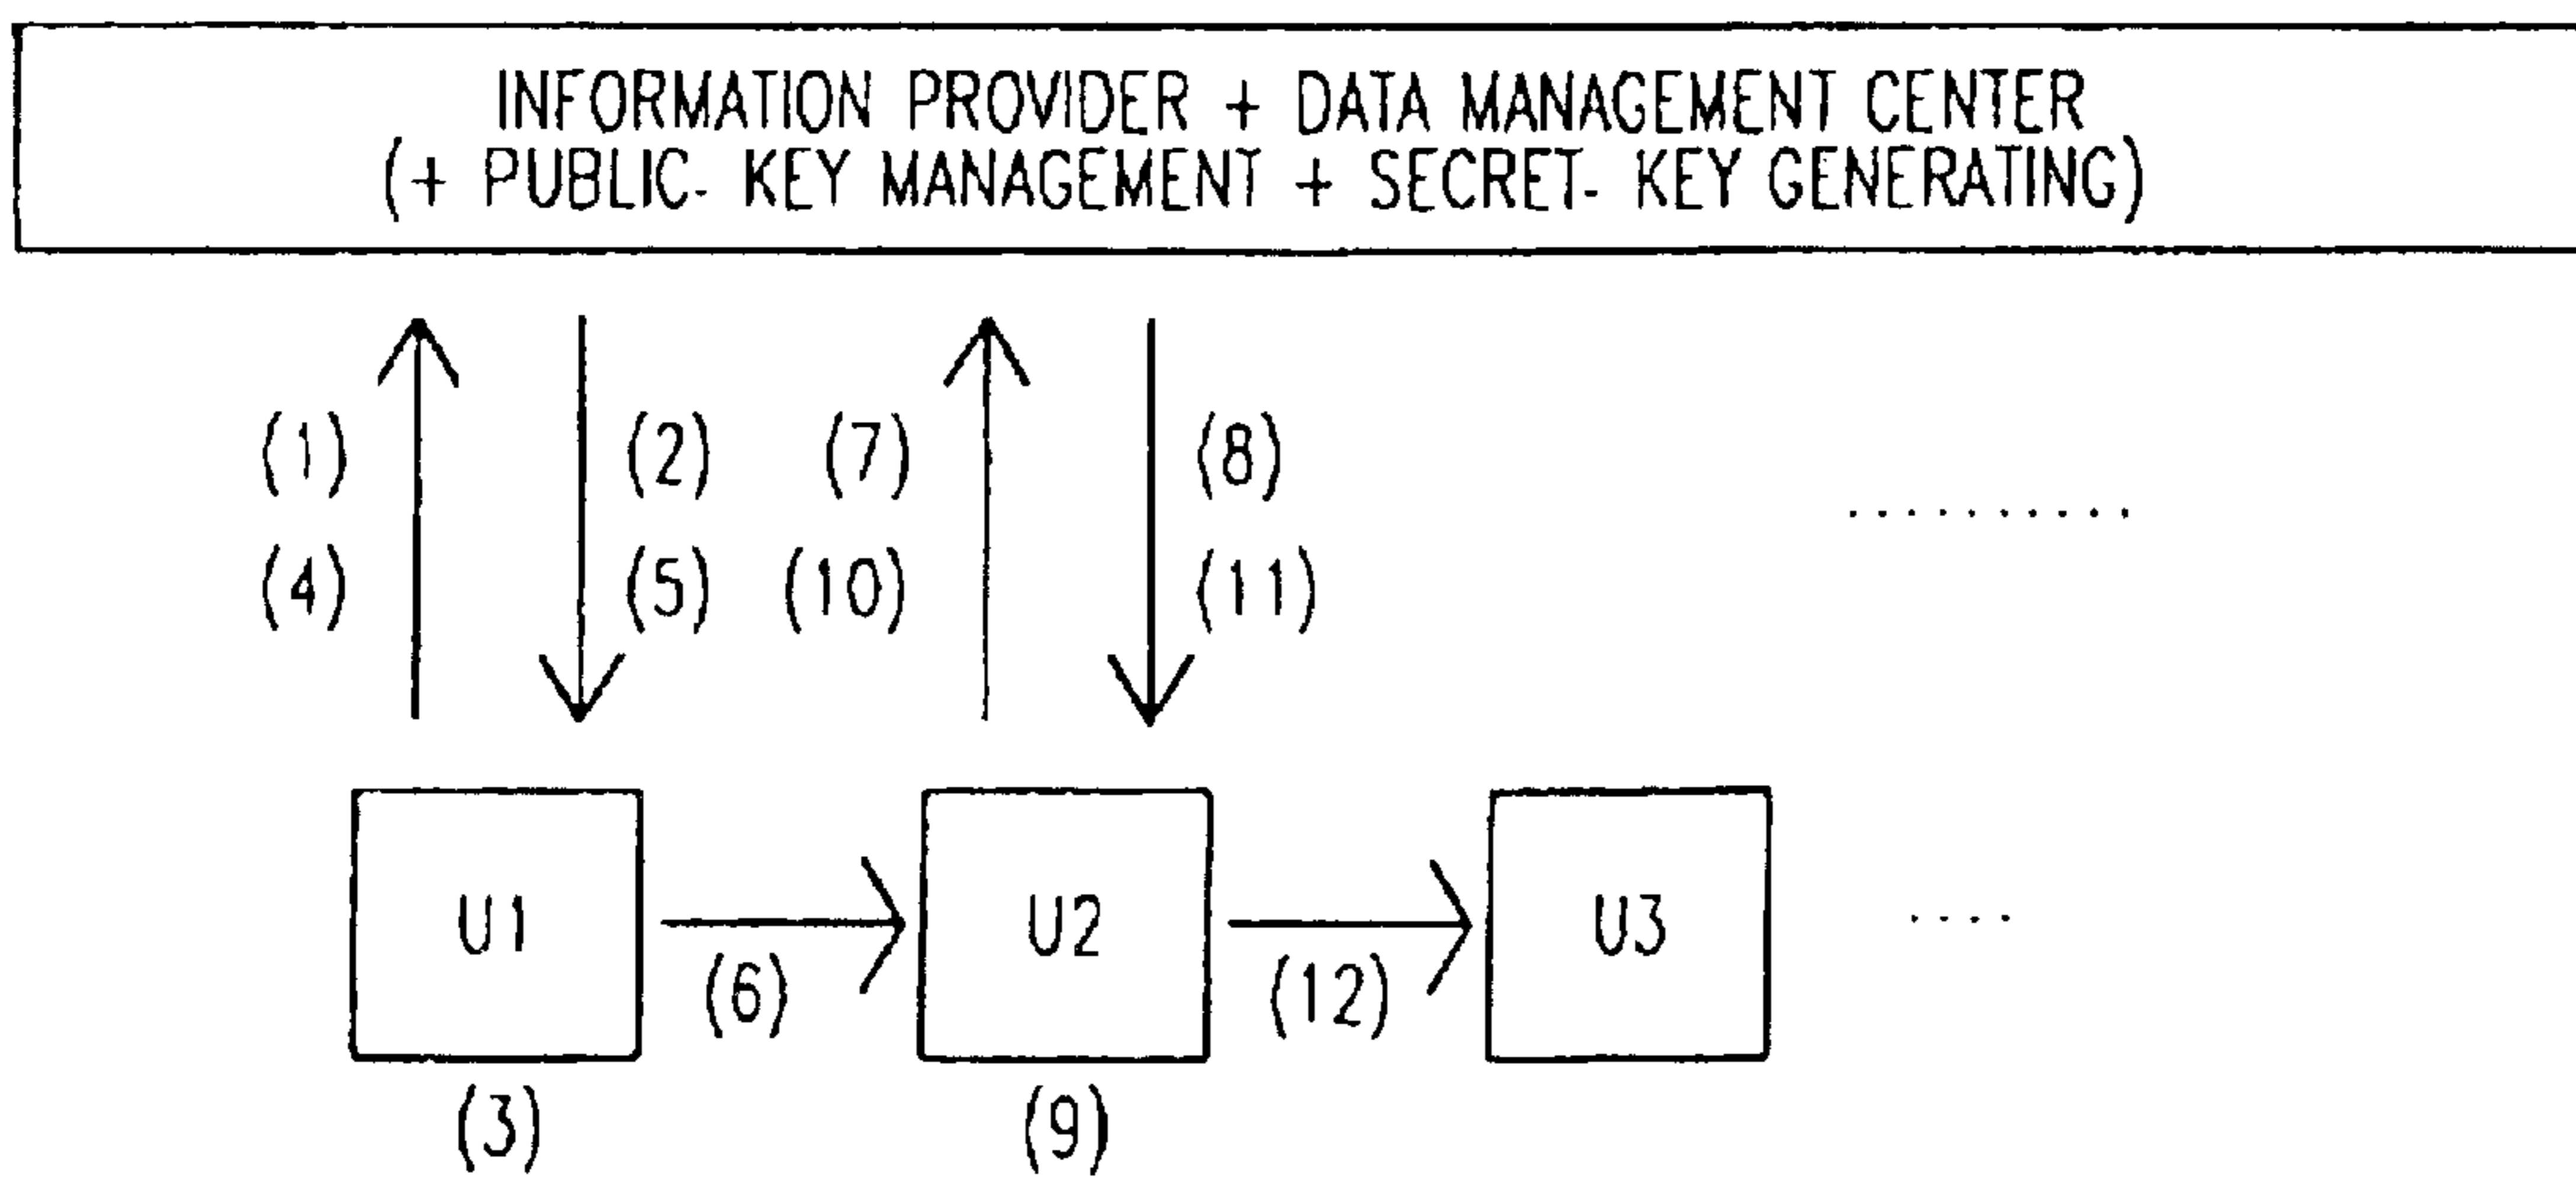 INFORMATION PROVIDER + DATA MANAGEMENT CENTER
(+ PUBLIC- KEY MANAGEMENT + SECRET- KEY GENERATING)
(1) (2) (7) (8)
..........
(4) (5) (10) (11)
U1 U2 U3 ....
(6) (12)
(3) (9)